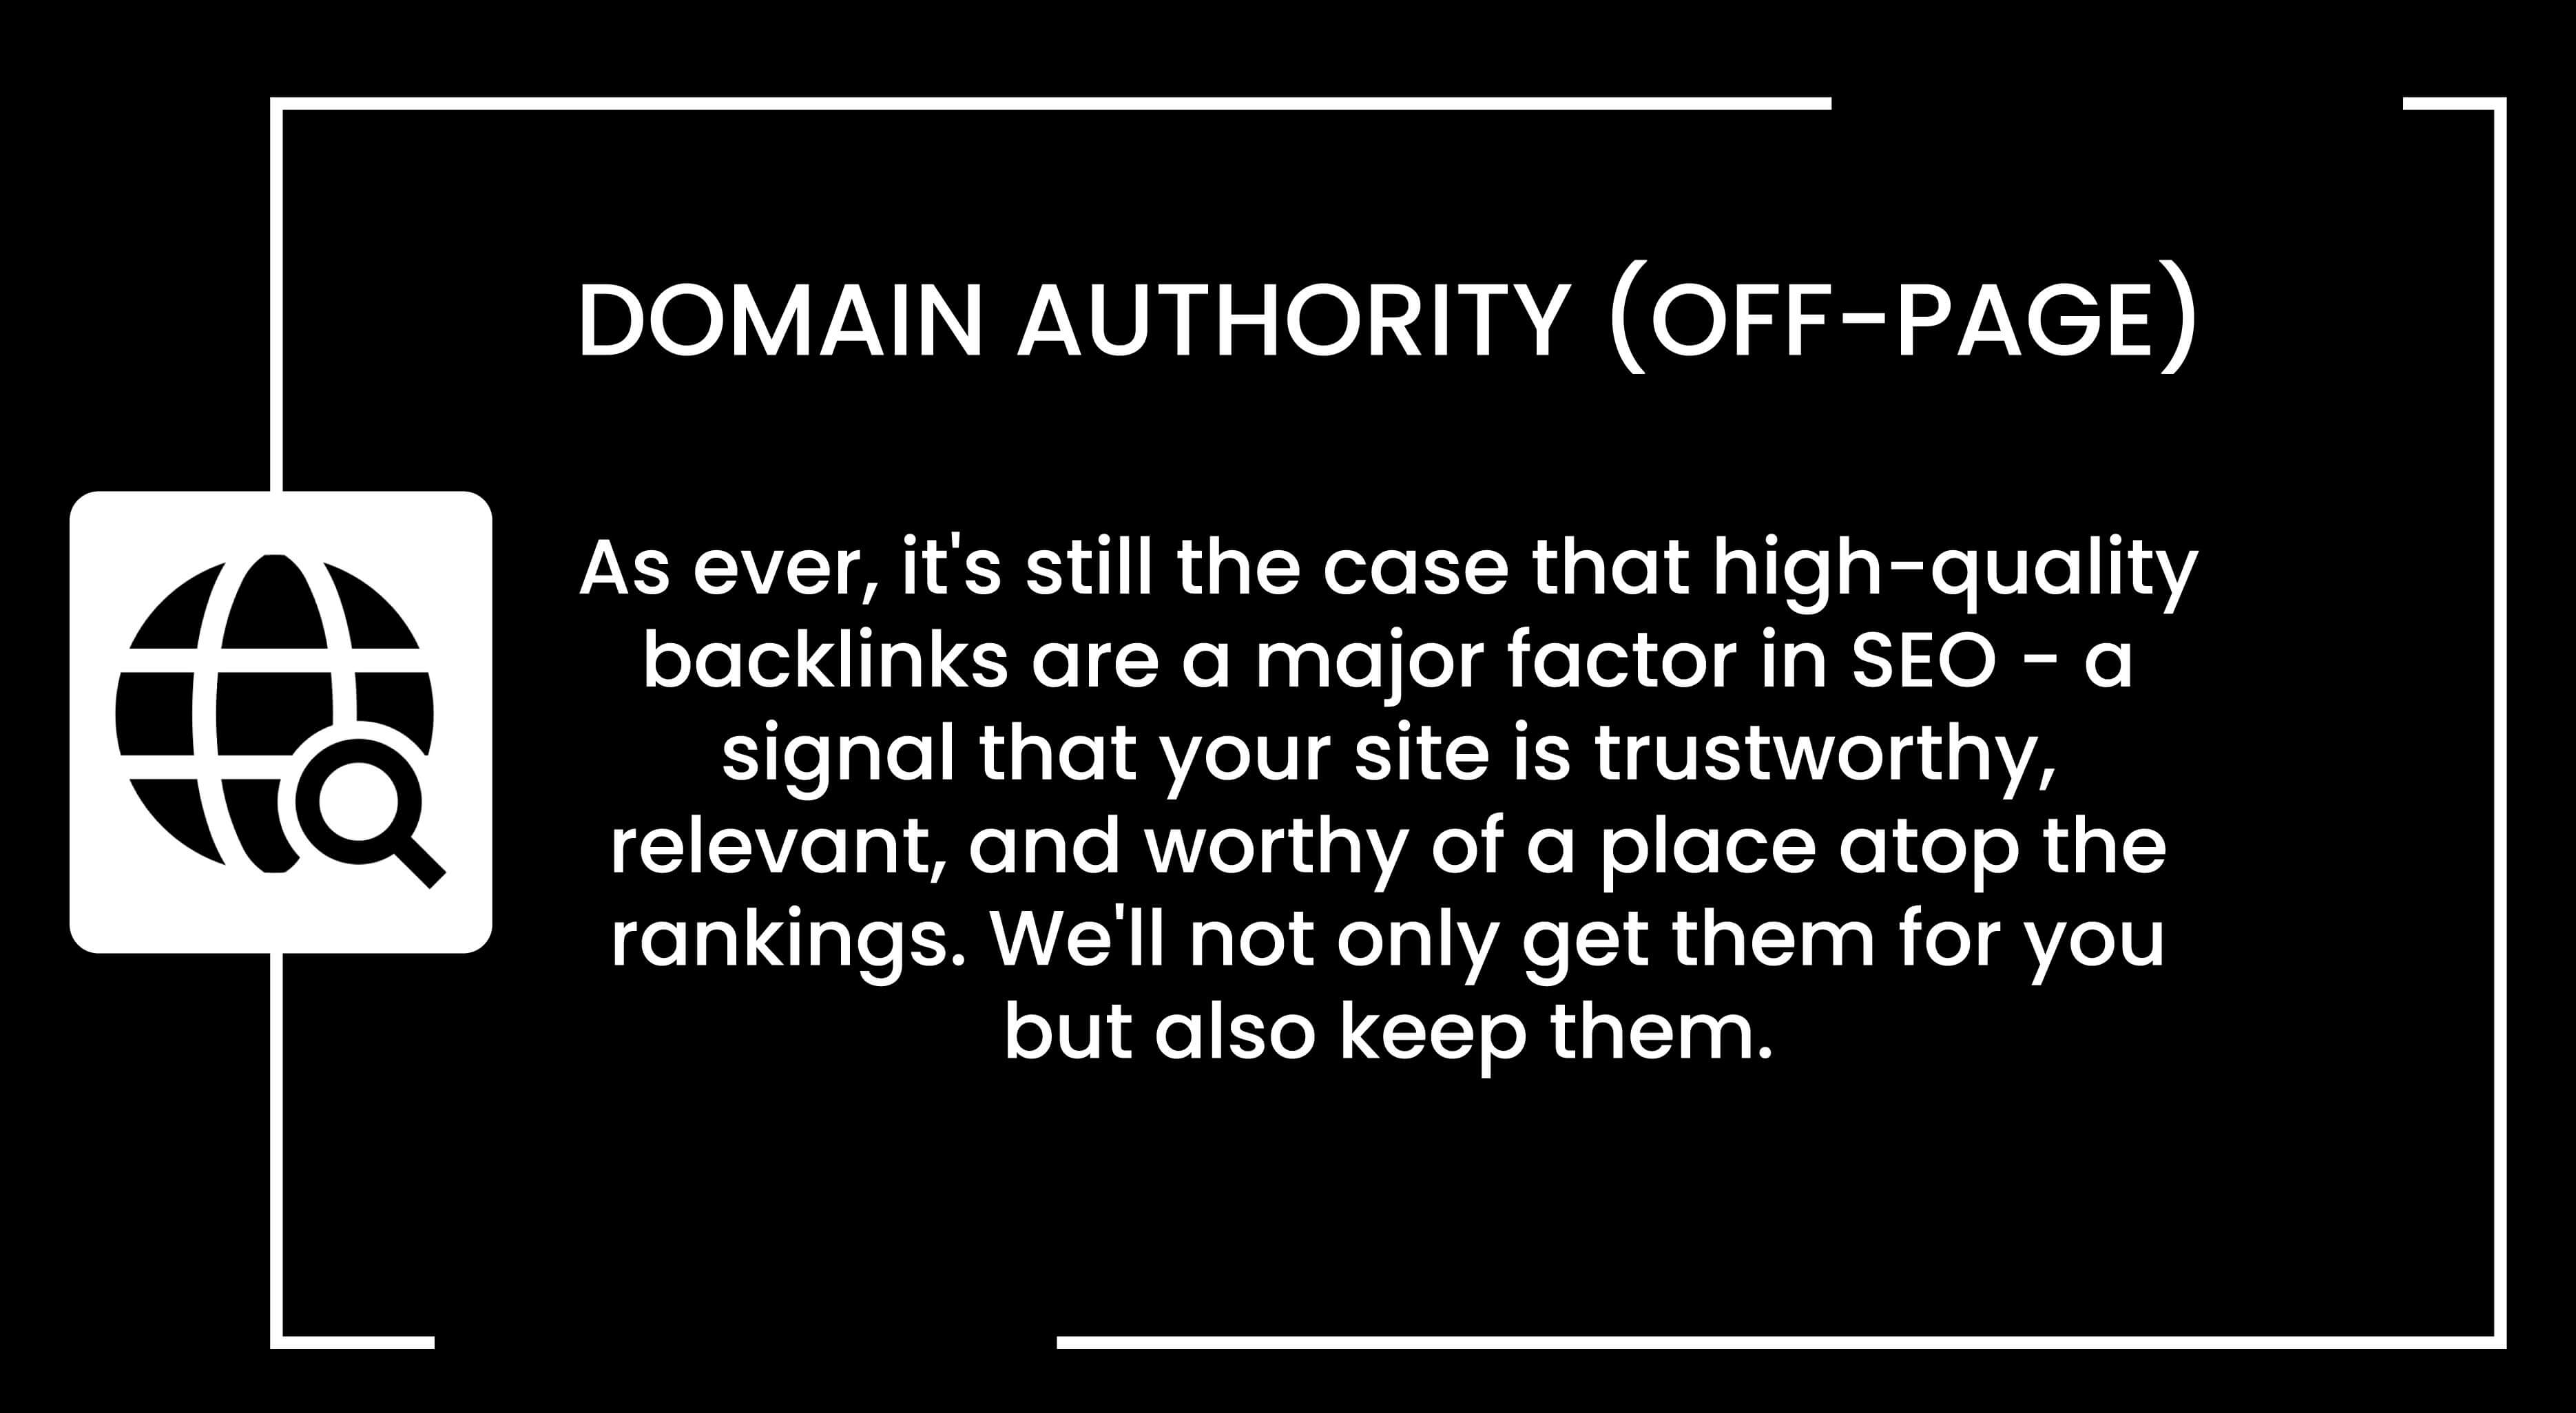 DOMAIN AUTHORITY (OFF-PAGE)
As ever, it's still the case that high-quality
backlinks are a major factor in SEO - a
signal that your site is trustworthy,
relevant, and worthy of a place atop the
rankings. We'll not only get them for you
but also keep them.